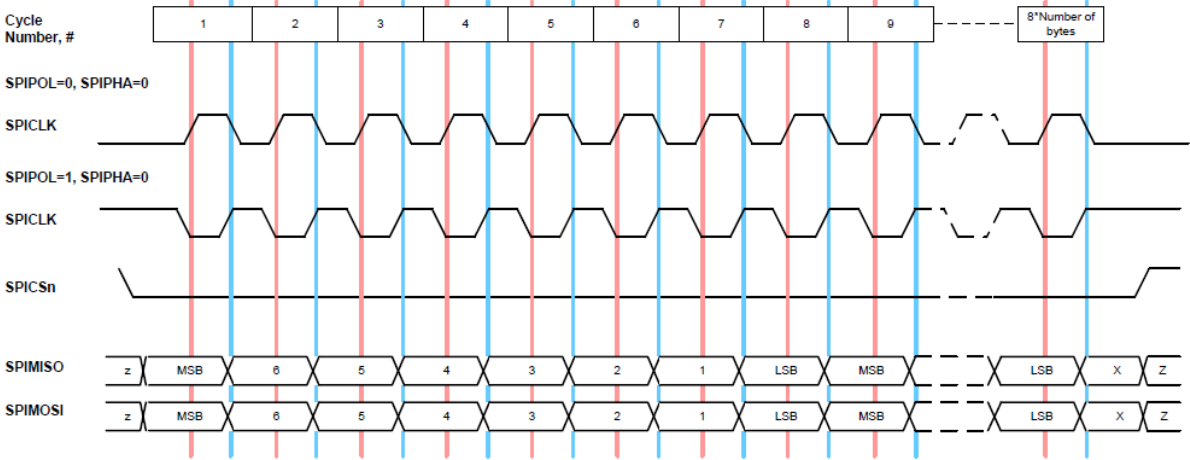 Cycle
Number, #
1 2 3 4 5 6 7 8 9
8*Number of
bytes
SPIPOL=0, SPIPHA=0
SPICLK
SPIPOL=1, SPIPHA=0
SPICLK
SPICSn
SPIMISO z MSB 6 5 4 3 2 1 LSB MSB LSB X Z
SPIMOSI z MSB 6 5 4 3 2 1 LSB MSB LSB X Z